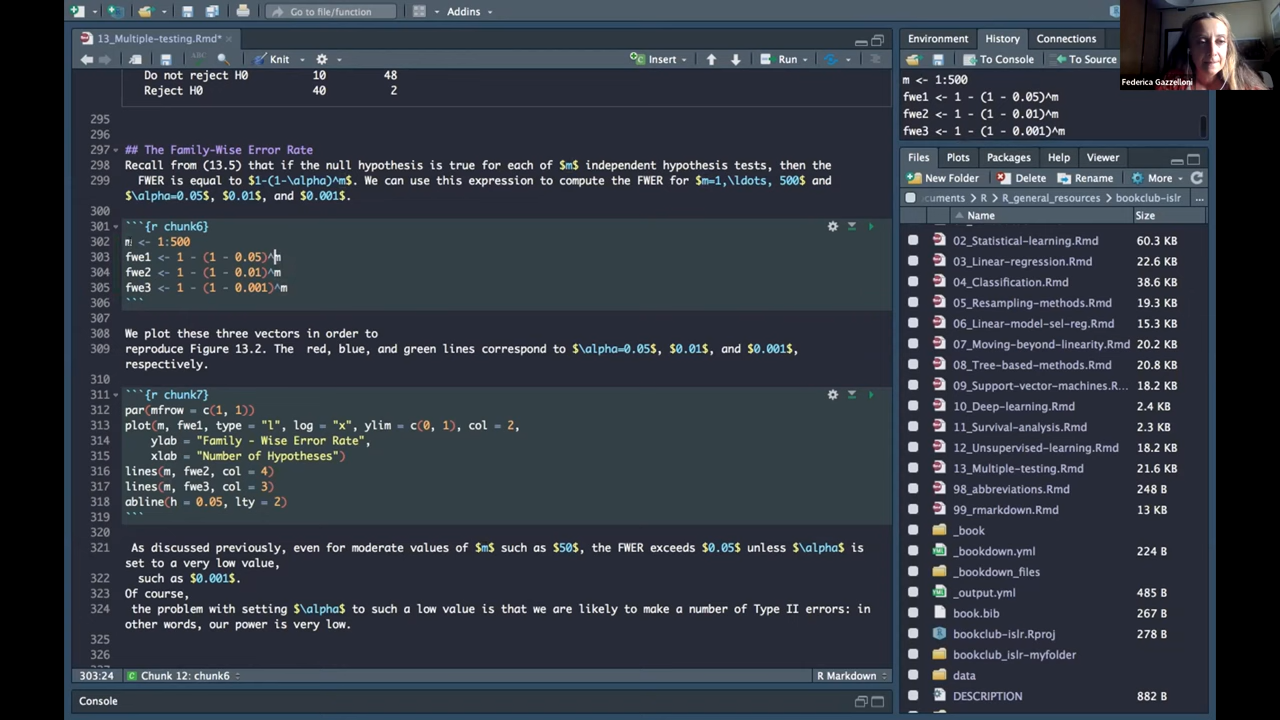 Go to file/function
Addins
13_Multiple-testing.Rmd*
Knit
Insert
Run
Do not reject H0 10 48
Reject H0 40 2
295
296
297 ## The Family-Wise Error Rate
298 Recall from (13.5) that if the null hypothesis is true for each of $m$ independent hypothesis tests, then the
299 FWER is equal to $1-(1-\alpha)^m$. We can use this expression to compute the FWER for $m=1,\ldots, 500$ and
$\alpha=0.05$, $0.01$, and $0.001$.
300
301 ```{r chunk6}
302 m <- 1:500
303 fwe1 <- 1 - (1 - 0.05)^m
304 fwe2 <- 1 - (1 - 0.01)^m
305 fwe3 <- 1 - (1 - 0.001)^m
306 ```
307
308 We plot these three vectors in order to
309 reproduce Figure 13.2. The  red, blue, and green lines correspond to $\alpha=0.05$, $0.01$, and $0.001$,
respectively.
310
311 ```{r chunk7}
312 par(mfrow = c(1, 1))
313 plot(m, fwe1, type = "l", log = "x", ylim = c(0, 1), col = 2,
314 ylab = "Family - Wise Error Rate",
315 xlab = "Number of Hypotheses")
316 lines(m, fwe2, col = 4)
317 lines(m, fwe3, col = 3)
318 abline(h = 0.05, lty = 2)
319 ```
320
321 As discussed previously, even for moderate values of $m$ such as $50$, the FWER exceeds $0.05$ unless $\alpha$ is
set to a very low value,
322 such as $0.001$.
323 Of course,
324 the problem with setting $\alpha$ to such a low value is that we are likely to make a number of Type II errors: in
other words, our power is very low.
325
326
303:24 Chunk 12: chunk6 R Markdown
Console
Environment History Connections
To Console To Source
m <- 1:500
fwe1 <- 1 - (1 - 0.05)^m
fwe2 <- 1 - (1 - 0.01)^m
fwe3 <- 1 - (1 - 0.001)^m
Files Plots Packages Help Viewer
New Folder Delete Rename More
cuments R R_general_resources bookclub-islr ...
Name Size
02_Statistical-learning.Rmd 60.3 KB
03_Linear-regression.Rmd 61.9 KB
04_Classification.Rmd 38.6 KB
05_Resampling-methods.Rmd 19.3 KB
06_Linear-model-sel-reg.Rmd 15.3 KB
07_Moving-beyond-linearity.Rmd 20.2 KB
08_Tree-based-methods.Rmd 20.8 KB
09_Support-vector-machines.R... 18.2 KB
10_Deep-learning.Rmd 2.4 KB
11_Survival-analysis.Rmd 2.3 KB
12_Unsupervised-learning.Rmd 18.2 KB
13_Multiple-testing.Rmd 21.6 KB
98_abbreviations.Rmd 248 B
99_rmarkdown.Rmd 13 KB
_book
_bookdown.yml 224 B
_bookdown_files
_output.yml 485 B
book.bib 267 B
bookclub-islr.Rproj 278 B
bookclub_islr-myfolder
data
DESCRIPTION 882 B
Federica Gazzelloni